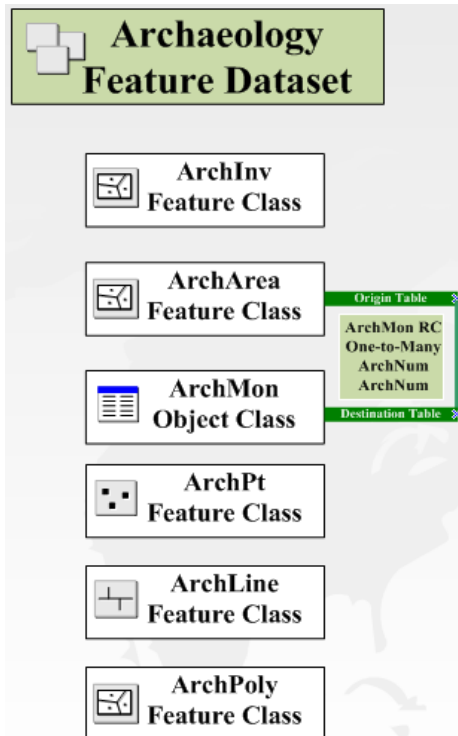 Archaeology
Feature Dataset
ArchInv
Feature Class
ArchArea
Feature Class
Origin Table
ArchMon RC
One-to-Many
ArchNum
ArchNum
Destination Table
ArchMon
Object Class
ArchPt
Feature Class
ArchLine
Feature Class
ArchPoly
Feature Class